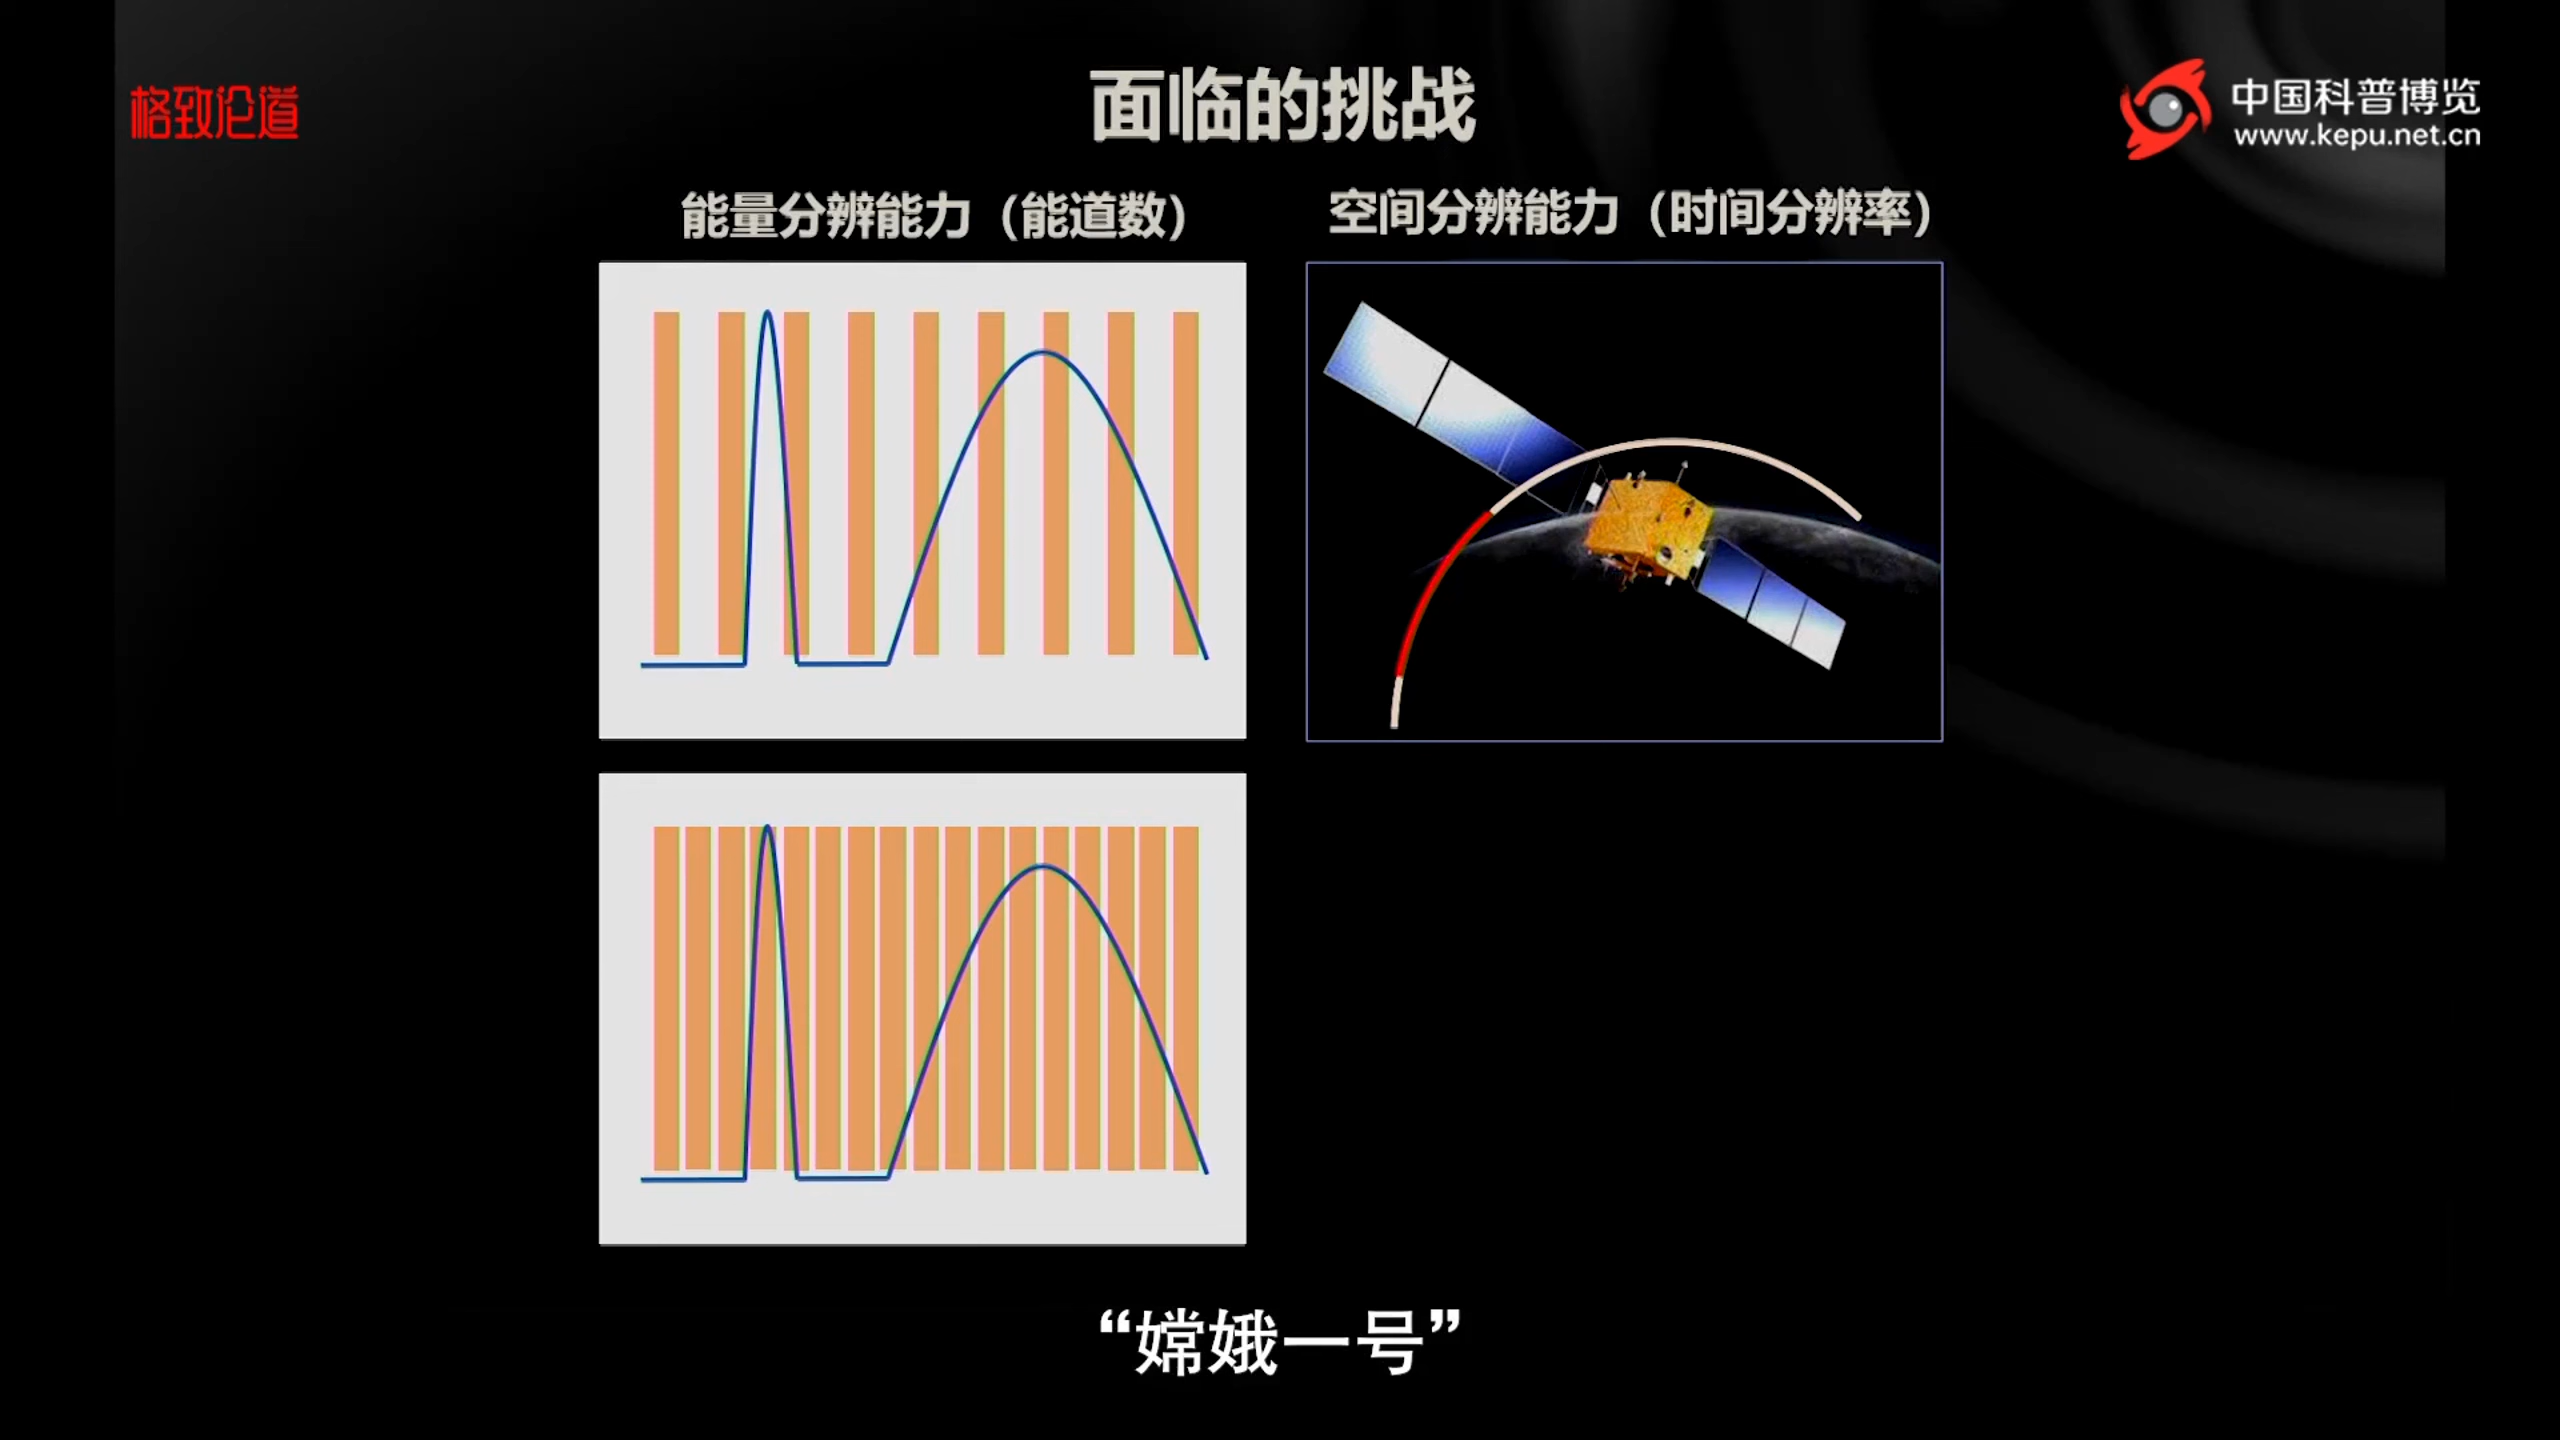 格致论道
面临的挑战
中国科普博览
www.kepu.net.cn
能量分辨能力（能道数）
空间分辨能力（时间分辨率）
“嫦娥一号”